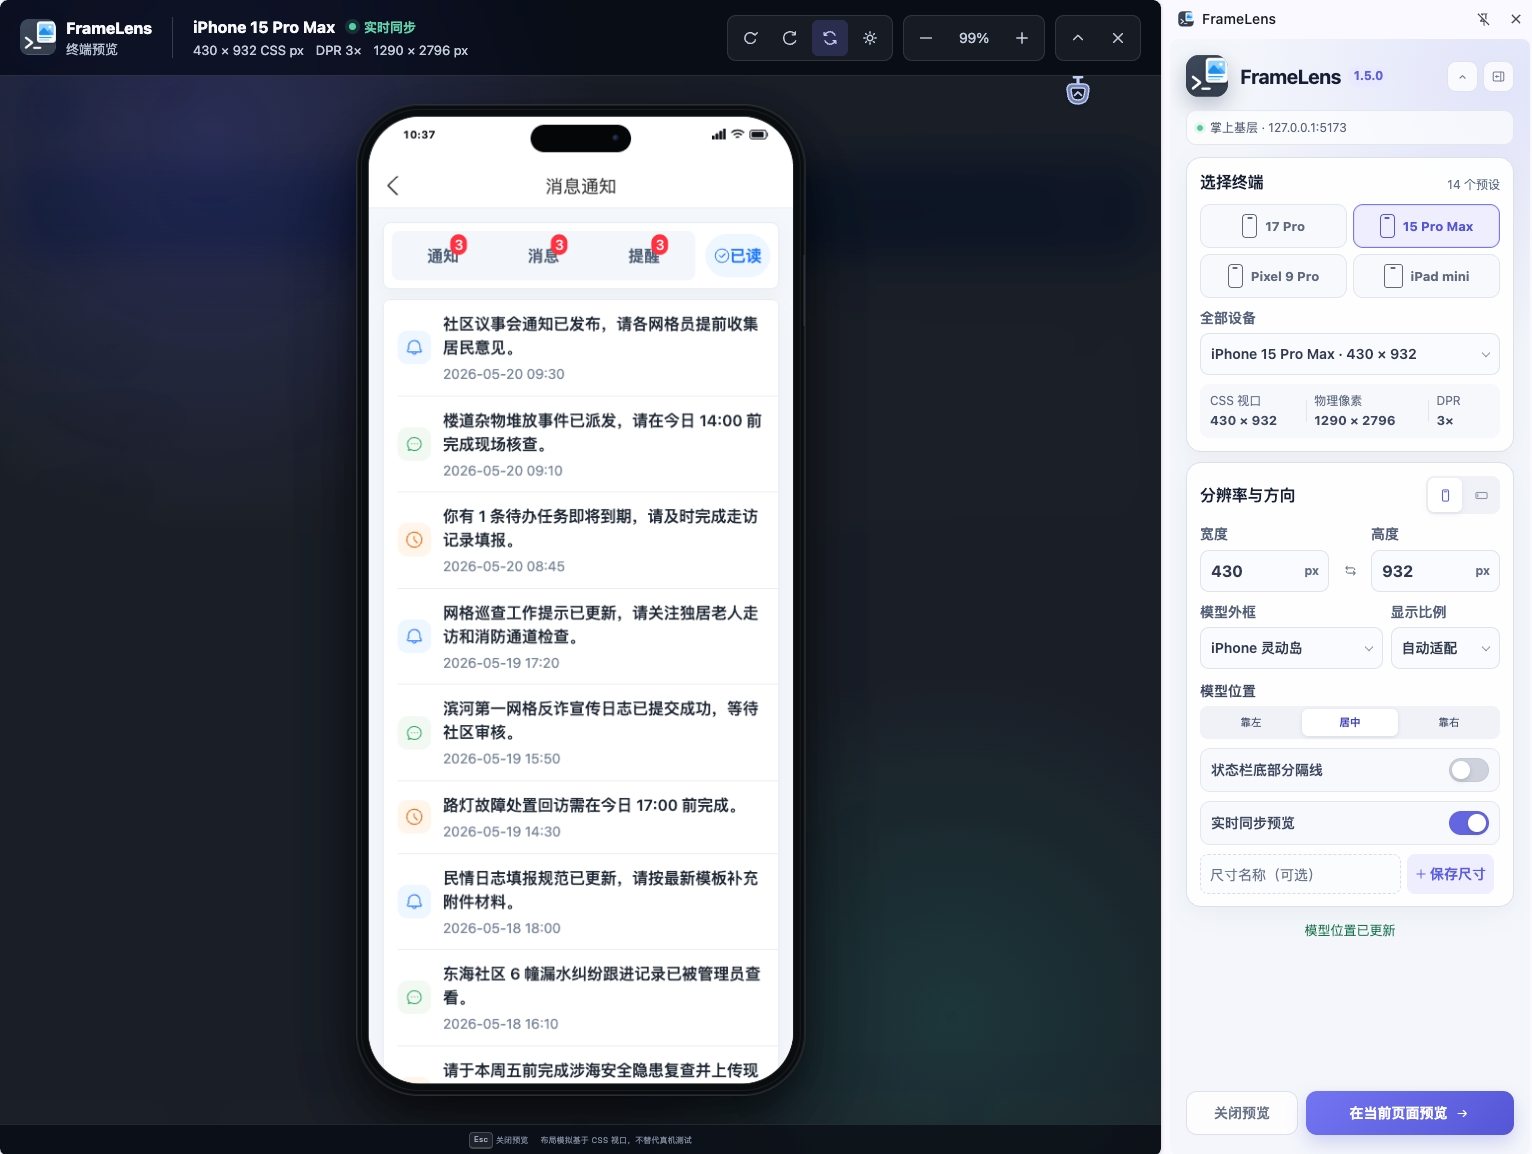 FrameLens
终端预览
iPhone 15 Pro Max 实时同步
430 × 932 CSS px DPR 3× 1290 × 2796 px
99%
10:37
消息通知
通知 3
消息 3
提醒 3
已读
社区议事会通知已发布，请各网格员提前收集
居民意见。
2026-05-20 09:30
楼道杂物堆放事件已派发，请在今日 14:00 前
完成现场核查。
2026-05-20 09:10
你有 1 条待办任务即将到期，请及时完成走访
记录填报。
2026-05-20 08:45
网格巡查工作提示已更新，请关注独居老人走
访和消防通道检查。
2026-05-19 17:20
滨河第一网格反诈宣传日志已提交成功，等待
社区审核。
2026-05-19 15:50
路灯故障处置回访需在今日 17:00 前完成。
2026-05-19 14:30
民情日志填报规范已更新，请按最新模板补充
附件材料。
2026-05-18 18:00
东海社区 6 幢漏水纠纷跟进记录已被管理员查
看。
2026-05-18 16:10
请于本周五前完成涉海安全隐患复查并上传现
Esc 关闭预览 布局模拟基于 CSS 视口，不替代真机测试
FrameLens
FrameLens 1.5.0
掌上基层 · 127.0.0.1:5173
选择终端 14 个预设
17 Pro
15 Pro Max
Pixel 9 Pro
iPad mini
全部设备
iPhone 15 Pro Max · 430 × 932
CSS 视口 物理像素 DPR
430 × 932 1290 × 2796 3×
分辨率与方向
宽度 高度
430 px 932 px
模型外框 显示比例
iPhone 灵动岛 自动适配
模型位置
靠左 居中 靠右
状态栏底部分隔线
实时同步预览
尺寸名称（可选） + 保存尺寸
模型位置已更新
关闭预览 在当前页面预览 →